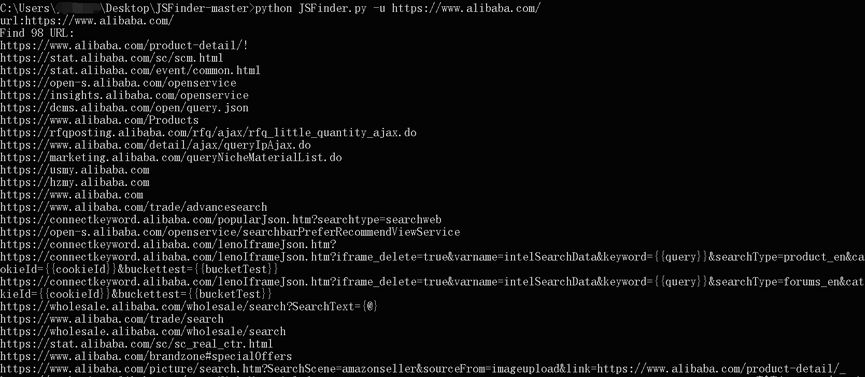 C:\Users\j \Desktop\JSFinder-master>python JSFinder.py -u https://www.alibaba.com/
url:https://www.alibaba.com/
Find 98 URL:
https://www.alibaba.com/product-detail/!
https://stat.alibaba.com/sc/scm.html
https://stat.alibaba.com/event/common.html
https://open-s.alibaba.com/openservice
https://insights.alibaba.com/openservice
https://dcms.alibaba.com/open/query.json
https://www.alibaba.com/Products
https://rfqposting.alibaba.com/rfq/ajax/rfq_little_quantity_ajax.do
https://www.alibaba.com/detail/ajax/queryIpAjax.do
https://marketing.alibaba.com/queryNicheMaterialList.do
https://usmy.alibaba.com
https://hzmy.alibaba.com
https://www.alibaba.com
https://www.alibaba.com/trade/advancesearch
https://connectkeyword.alibaba.com/popularJson.htm?searchtype=searchweb
https://open-s.alibaba.com/openservice/searchbarPreferRecommendViewService
https://connectkeyword.alibaba.com/lenoIframeJson.htm?
https://connectkeyword.alibaba.com/lenoIframeJson.htm?iframe_delete=true&varname=intelSearchData&keyword={{query}}&searchType=product_en&ca
okieId={{cookieId}}&buckettest={{bucketTest}}
https://connectkeyword.alibaba.com/lenoIframeJson.htm?iframe_delete=true&varname=intelSearchData&keyword={{query}}&searchType=forums_en&cat
kieId={{cookieId}}&buckettest={{bucketTest}}
https://wholesale.alibaba.com/wholesale/search?SearchText={@}
https://www.alibaba.com/trade/search
https://wholesale.alibaba.com/wholesale/search
https://stat.alibaba.com/sc/sc_real_ctr.html
https://www.alibaba.com/brandzone#specialOffers
https://www.alibaba.com/picture/search.htm?SearchScene=amazonseller&sourceFrom=imageupload&link=https://www.alibaba.com/product-detail/_